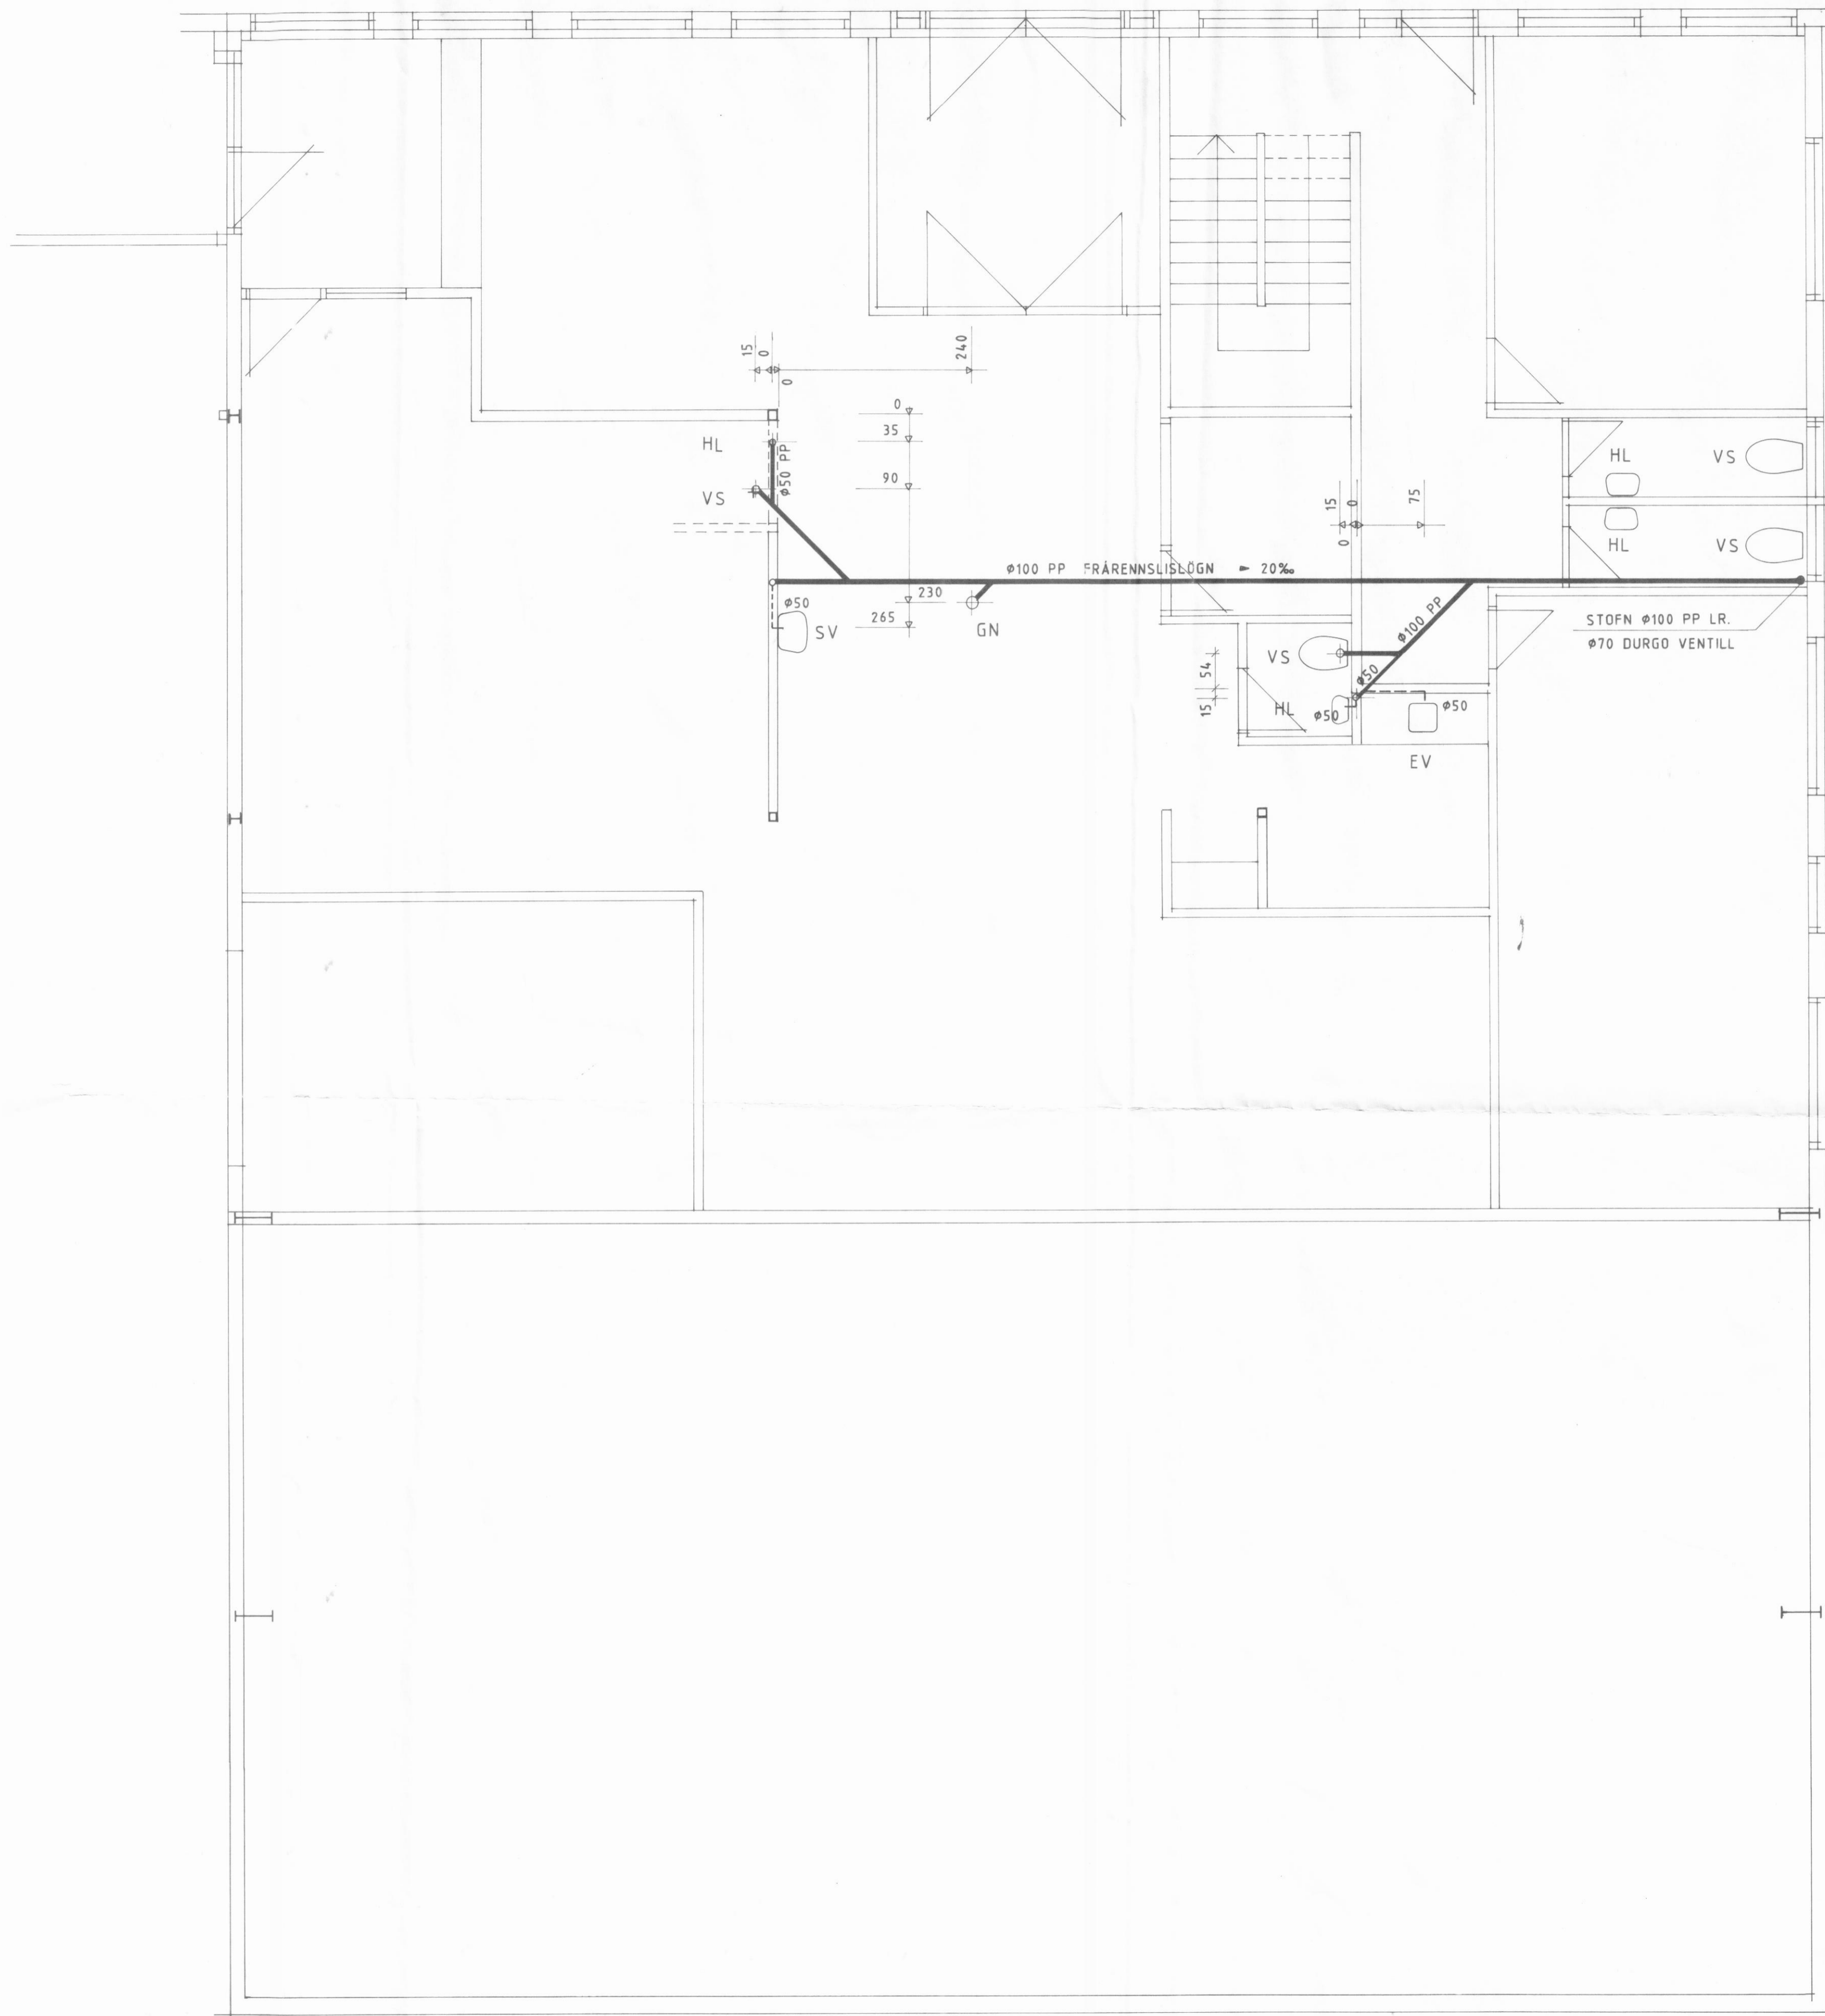 15
0
0
240
0
35
90
230
265
HL
VS
ø50 PP
ø50
SV
GN
ø100 PP FRÁRENNSLISLÖGN ► 20‰
15
0
0
75
HL
VS
HL
VS
STOFN ø100 PP LR.
ø70 DURGO VENTILL
ø100 PP
ø50
VS
54
15
HL
ø50
ø50
EV